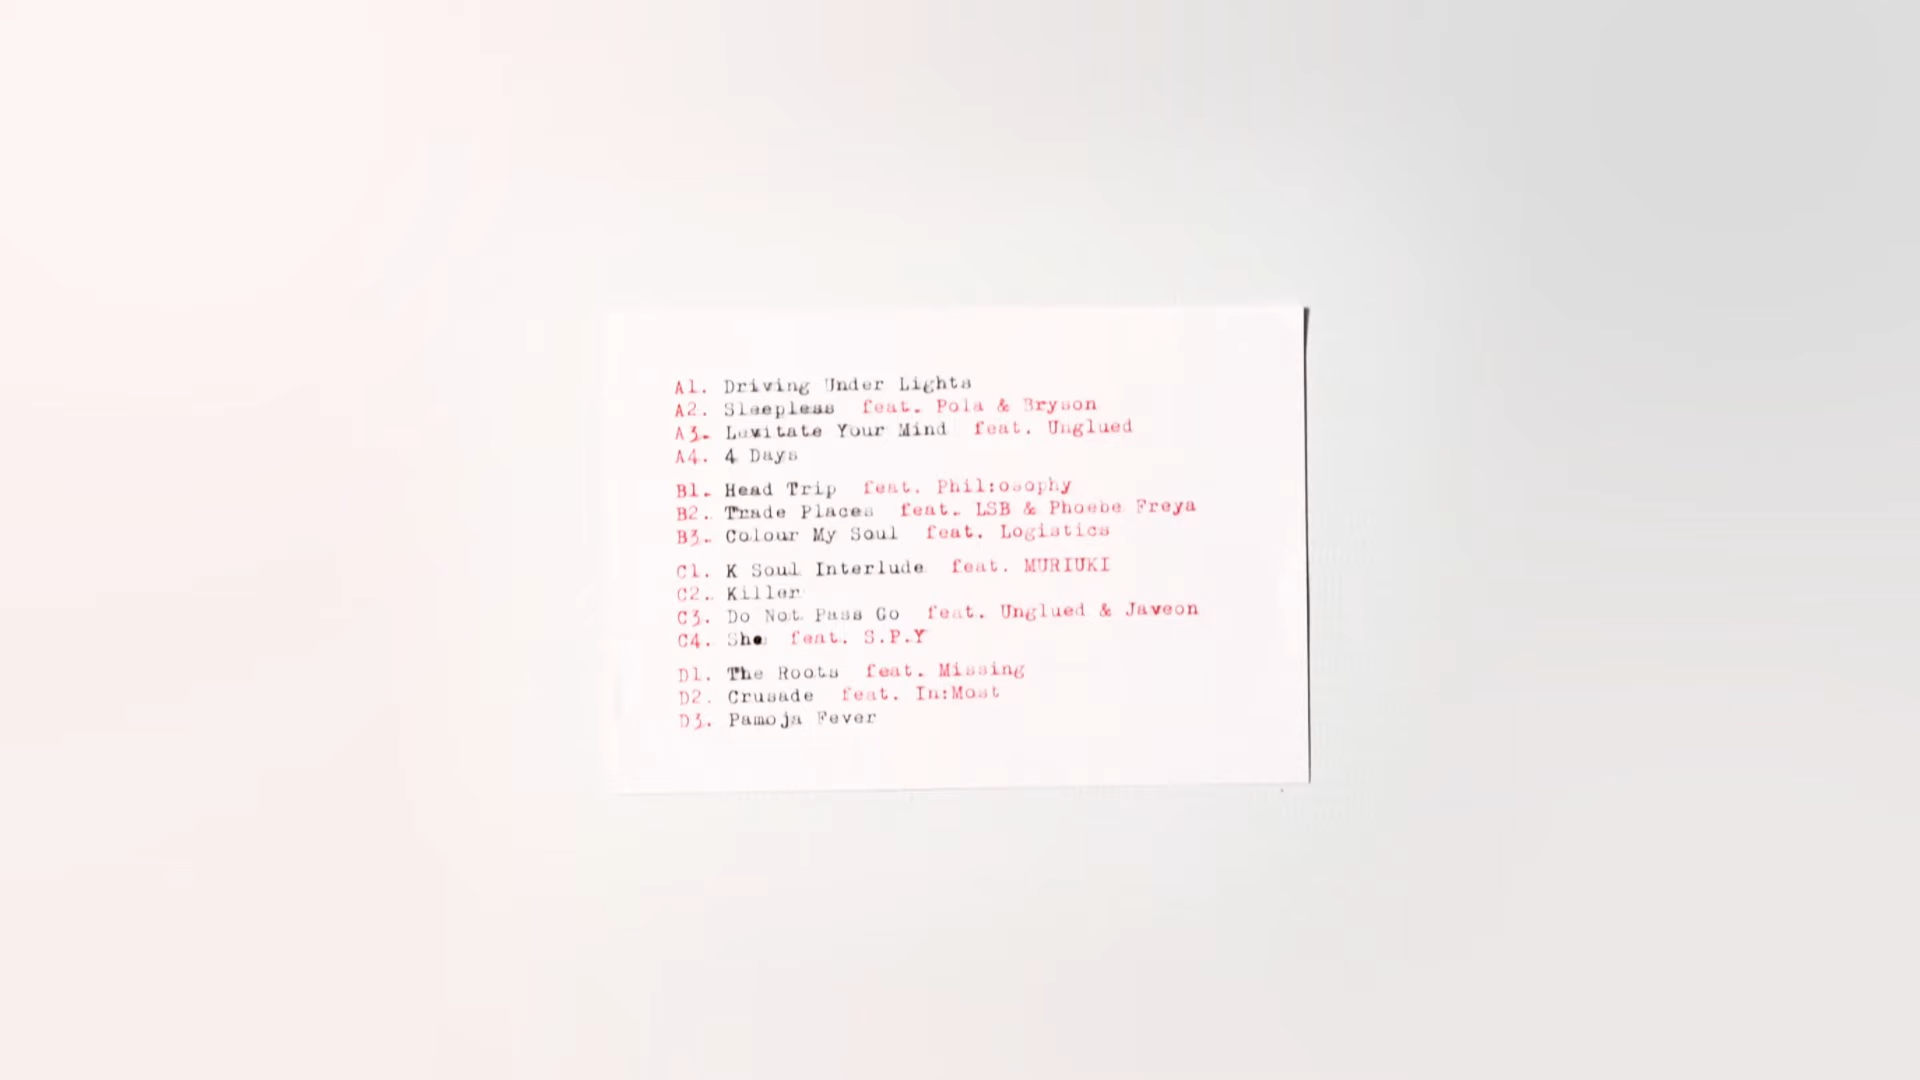 A1. Driving Under Lights
A2. Sleepless feat. Pola & Bryson
A3. Luvitate Your Mind feat. Unglued
A4. 4 Days
B1. Head Trip feat. Phil:osophy
B2. Trade Places feat. LSB & Phoebe Freya
B3. Colour My Soul feat. Logistics
C1. K Soul Interlude feat. MURIUKI
C2. Killer
C3. Do Not Pass Go feat. Unglued & Javeon
C4. She feat. S.P.Y
D1. The Roots feat. Missing
D2. Crusade feat. In:Most
D3. Pamoja Fever